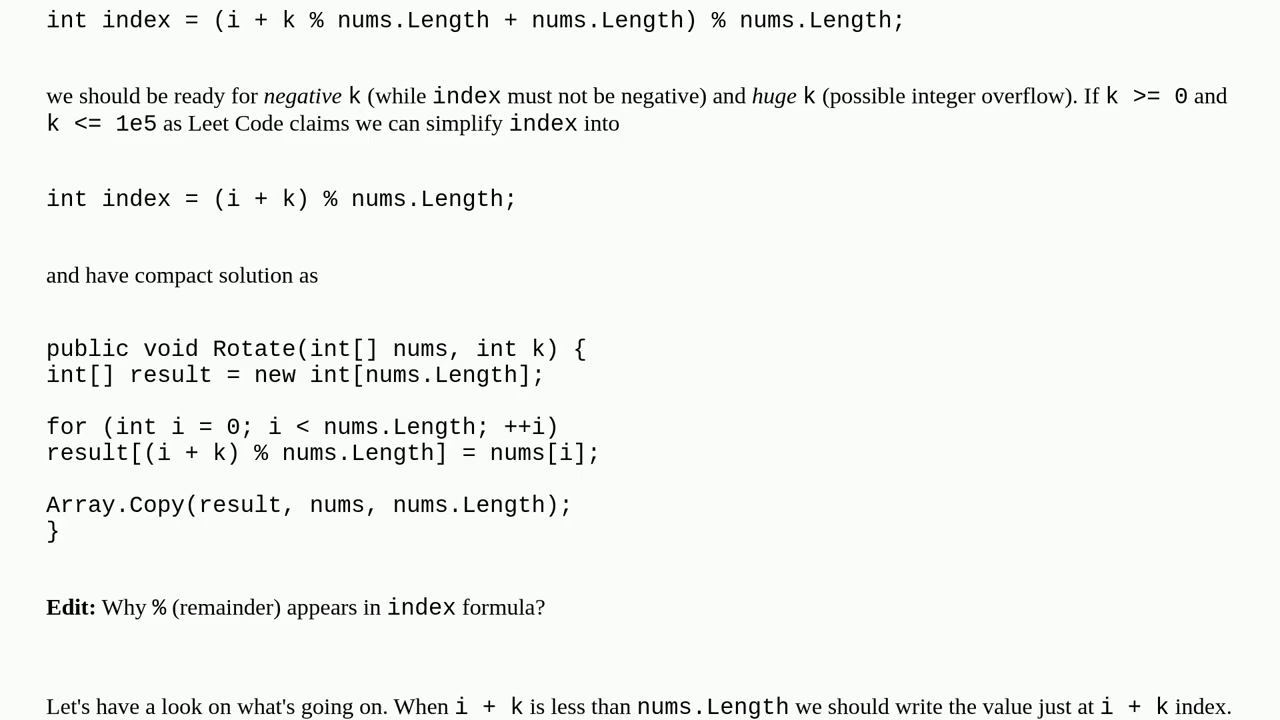 int index = (i + k % nums.Length + nums.Length) % nums.Length;
we should be ready for negative k (while index must not be negative) and huge k (possible integer overflow). If k >= 0 and
k <= 1e5 as Leet Code claims we can simplify index into
int index = (i + k) % nums.Length;
and have compact solution as
public void Rotate(int[] nums, int k) {
int[] result = new int[nums.Length];
for (int i = 0; i < nums.Length; ++i)
result[(i + k) % nums.Length] = nums[i];
Array.Copy(result, nums, nums.Length);
}
Edit: Why % (remainder) appears in index formula?
Let's have a look on what's going on. When i + k is less than nums.Length we should write the value just at i + k index.